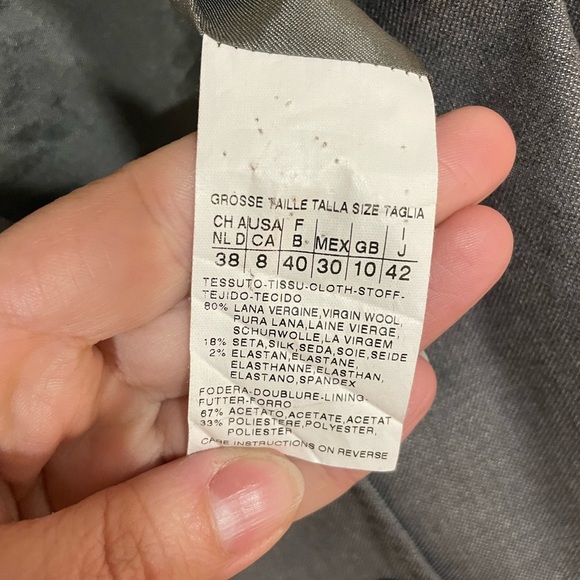 GRÖSSE TAILLE TALLA SIZE TAGLIA
CH A USA F I
NL D CA B MEX GB J
38 8 40 30 10 42
TESSUTO-TISSU-CLOTH-STOFF-
TEJIDO-TECIDO
80% LANA VERGINE,VIRGIN WOOL,
PURA LANA,LAINE VIERGE,
SCHURWOLLE,LA VIRGEM
18% SETA,SILK,SEDA,SOIE,SEIDE
2% ELASTAN,ELASTANE,
ELASTHANNE,ELASTHAN,
ELASTANO,SPANDEX
FODERA-DOUBLURE-LINING-
FUTTER-FORRO
67% ACETATO,ACETATE,ACETAT
33% POLIESTERE,POLYESTER,
POLIESTER
CARE INSTRUCTIONS ON REVERSE